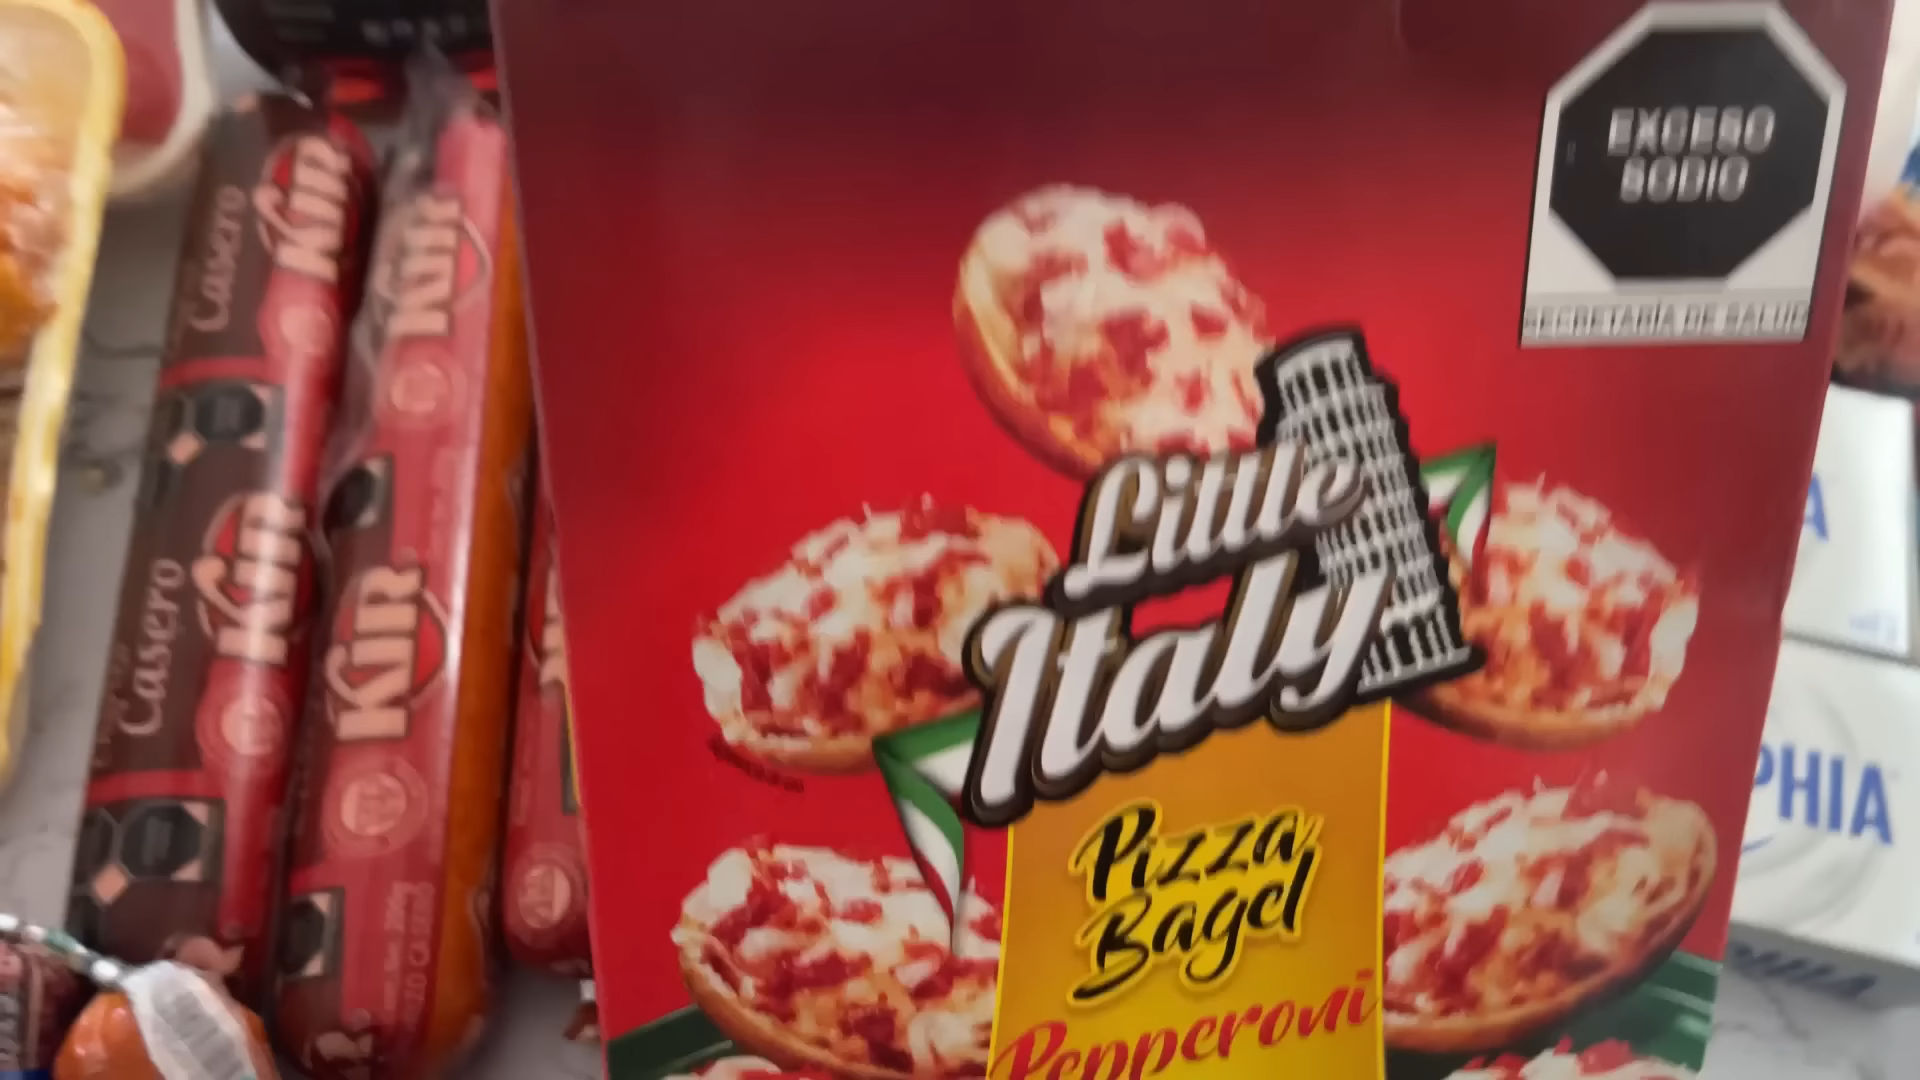 EXCESO
SODIO
SECRETARÍA DE SALUD
Little
Italy
Pizza
Bagel
Pepperoni
Casero
KIR
KIR
Casero
KIR
KIR
PHIA